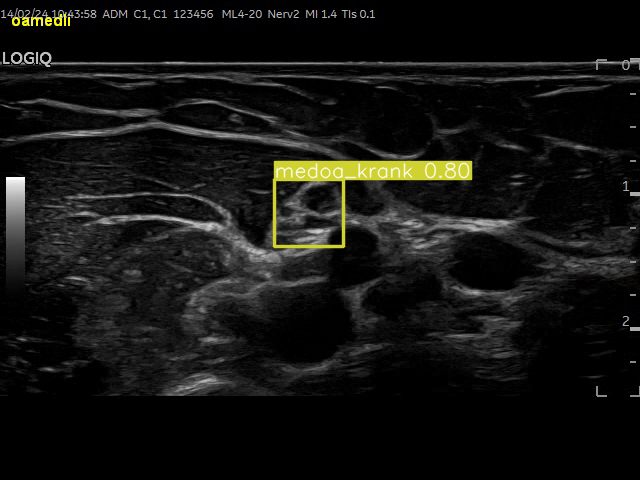 14/02/24 10:43:58 ADM C1, C1 123456 ML4-20 Nerv2 MI 1.4 TIs 0.1
oamedli
LOGIQ
0
medoa_krank 0.80
1
2